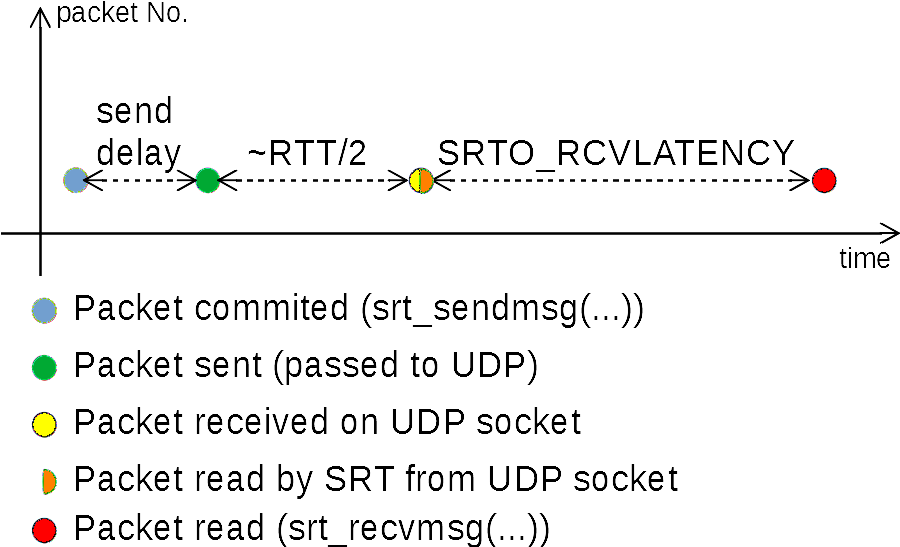 packet No.
send
delay
~RTT/2
SRTO_RCVLATENCY
time
Packet commited (srt_sendmsg(...))
Packet sent (passed to UDP)
Packet received on UDP socket
Packet read by SRT from UDP socket
Packet read (srt_recvmsg(...))